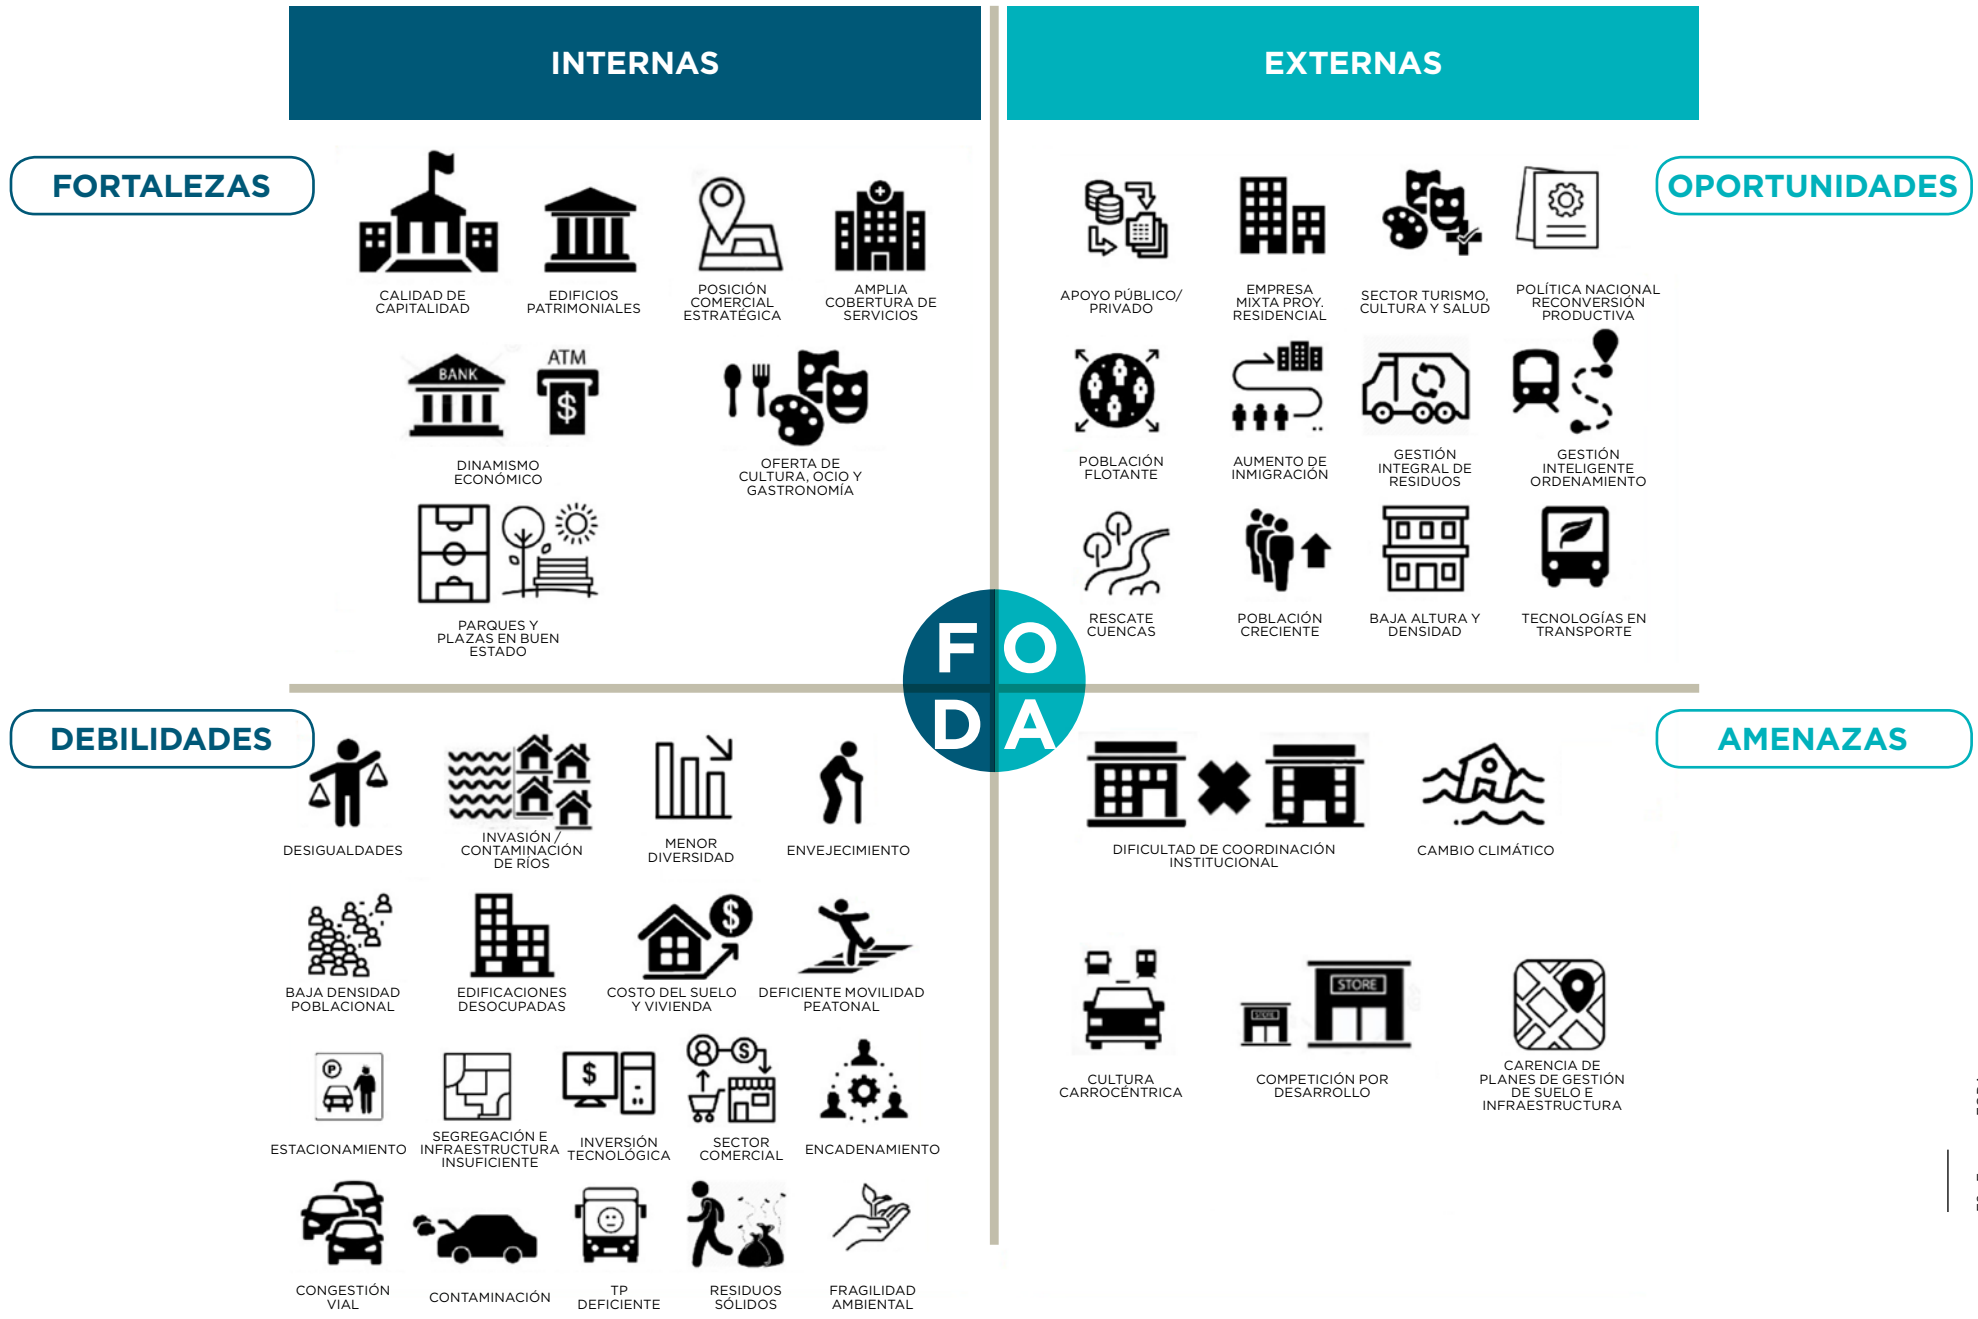 INTERNAS
EXTERNAS
FORTALEZAS
CALIDAD DE
CAPITALIDAD
EDIFICIOS
PATRIMONIALES
POSICIÓN
COMERCIAL
ESTRATÉGICA
AMPLIA
COBERTURA DE
SERVICIOS
BANK
ATM
$
DINAMISMO
ECONÓMICO
OFERTA DE
CULTURA, OCIO Y
GASTRONOMÍA
PARQUES Y
PLAZAS EN BUEN
ESTADO
OPORTUNIDADES
APOYO PÚBLICO/
PRIVADO
EMPRESA
MIXTA PROY.
RESIDENCIAL
SECTOR TURISMO,
CULTURA Y SALUD
POLÍTICA NACIONAL
RECONVERSIÓN
PRODUCTIVA
POBLACIÓN
FLOTANTE
AUMENTO DE
INMIGRACIÓN
GESTIÓN
INTEGRAL DE
RESIDUOS
GESTIÓN
INTELIGENTE
ORDENAMIENTO
RESCATE
CUENCAS
POBLACIÓN
CRECIENTE
BAJA ALTURA Y
DENSIDAD
TECNOLOGÍAS EN
TRANSPORTE
F O
D A
DEBILIDADES
DESIGUALDADES
INVASIÓN /
CONTAMINACIÓN
DE RÍOS
MENOR
DIVERSIDAD
ENVEJECIMIENTO
$
BAJA DENSIDAD
POBLACIONAL
EDIFICACIONES
DESOCUPADAS
COSTO DEL SUELO
Y VIVIENDA
DEFICIENTE MOVILIDAD
PEATONAL
P
$
S
ESTACIONAMIENTO
SEGREGACIÓN E
INFRAESTRUCTURA
INSUFICIENTE
INVERSIÓN
TECNOLÓGICA
SECTOR
COMERCIAL
ENCADENAMIENTO
CONGESTIÓN
VIAL
CONTAMINACIÓN
TP
DEFICIENTE
RESIDUOS
SÓLIDOS
FRAGILIDAD
AMBIENTAL
AMENAZAS
DIFICULTAD DE COORDINACIÓN
INSTITUCIONAL
CAMBIO CLIMÁTICO
STORE
STORE
CULTURA
CARROCÉNTRICA
COMPETICIÓN POR
DESARROLLO
CARENCIA DE
PLANES DE GESTIÓN
DE SUELO E
INFRAESTRUCTURA